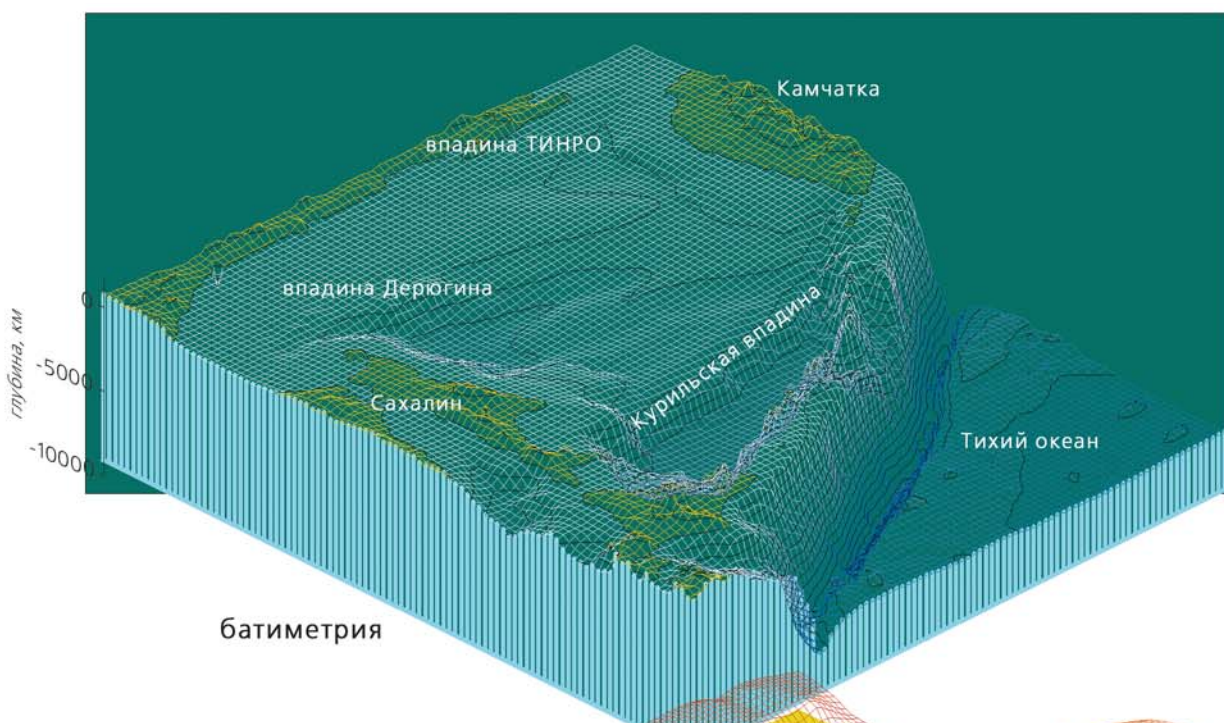 Камчатка
впадина ТИНРО
впадина Дерюгина
Курильская впадина
0
-5000
-10000
глубина, км
Сахалин
Тихий океан
батиметрия